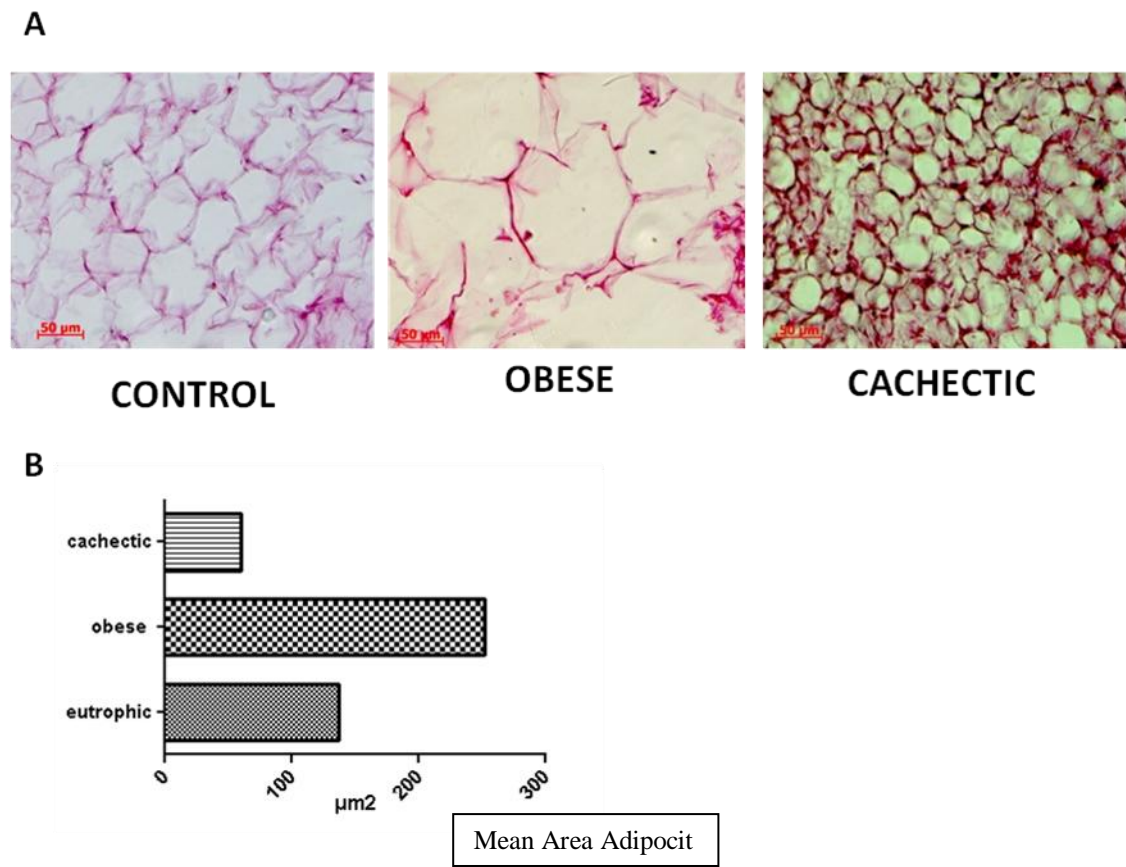 A
50 µm
50 µm
50 µm
CONTROL
OBESE
CACHECTIC
B
cachectic
obese
eutrophic
0
100
200
300
µm2
Mean Area Adipocit